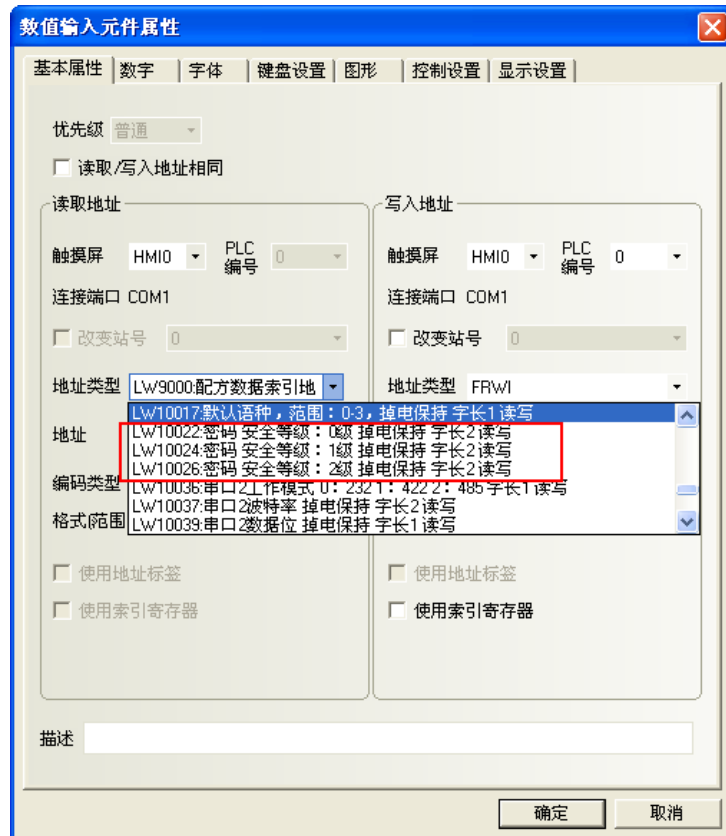 数值输入元件属性
基本属性 数字 字体 键盘设置 图形 控制设置 显示设置
优先级 普通
读取/写入地址相同
读取地址
触摸屏 HMI0 PLC编号 0
连接端口 COM1
改变站号 0
地址类型 LW9000:配方数据索引地
地址
编码类型
格式(范围
使用地址标签
使用索引寄存器
写入地址
触摸屏 HMI0 PLC编号 0
连接端口 COM1
改变站号 0
地址类型 FRWI
LW10017:默认语种，范围：0-3，掉电保持 字长1 读写
LW10022:密码 安全等级：0级 掉电保持 字长2 读写
LW10024:密码 安全等级：1级 掉电保持 字长2 读写
LW10026:密码 安全等级：2级 掉电保持 字长2 读写
LW10036:串口2工作模式 0：232 1：422 2：485 字长1 读写
LW10037:串口2波特率 掉电保持 字长2 读写
LW10039:串口2数据位 掉电保持 字长1 读写
使用地址标签
使用索引寄存器
描述
确定 取消